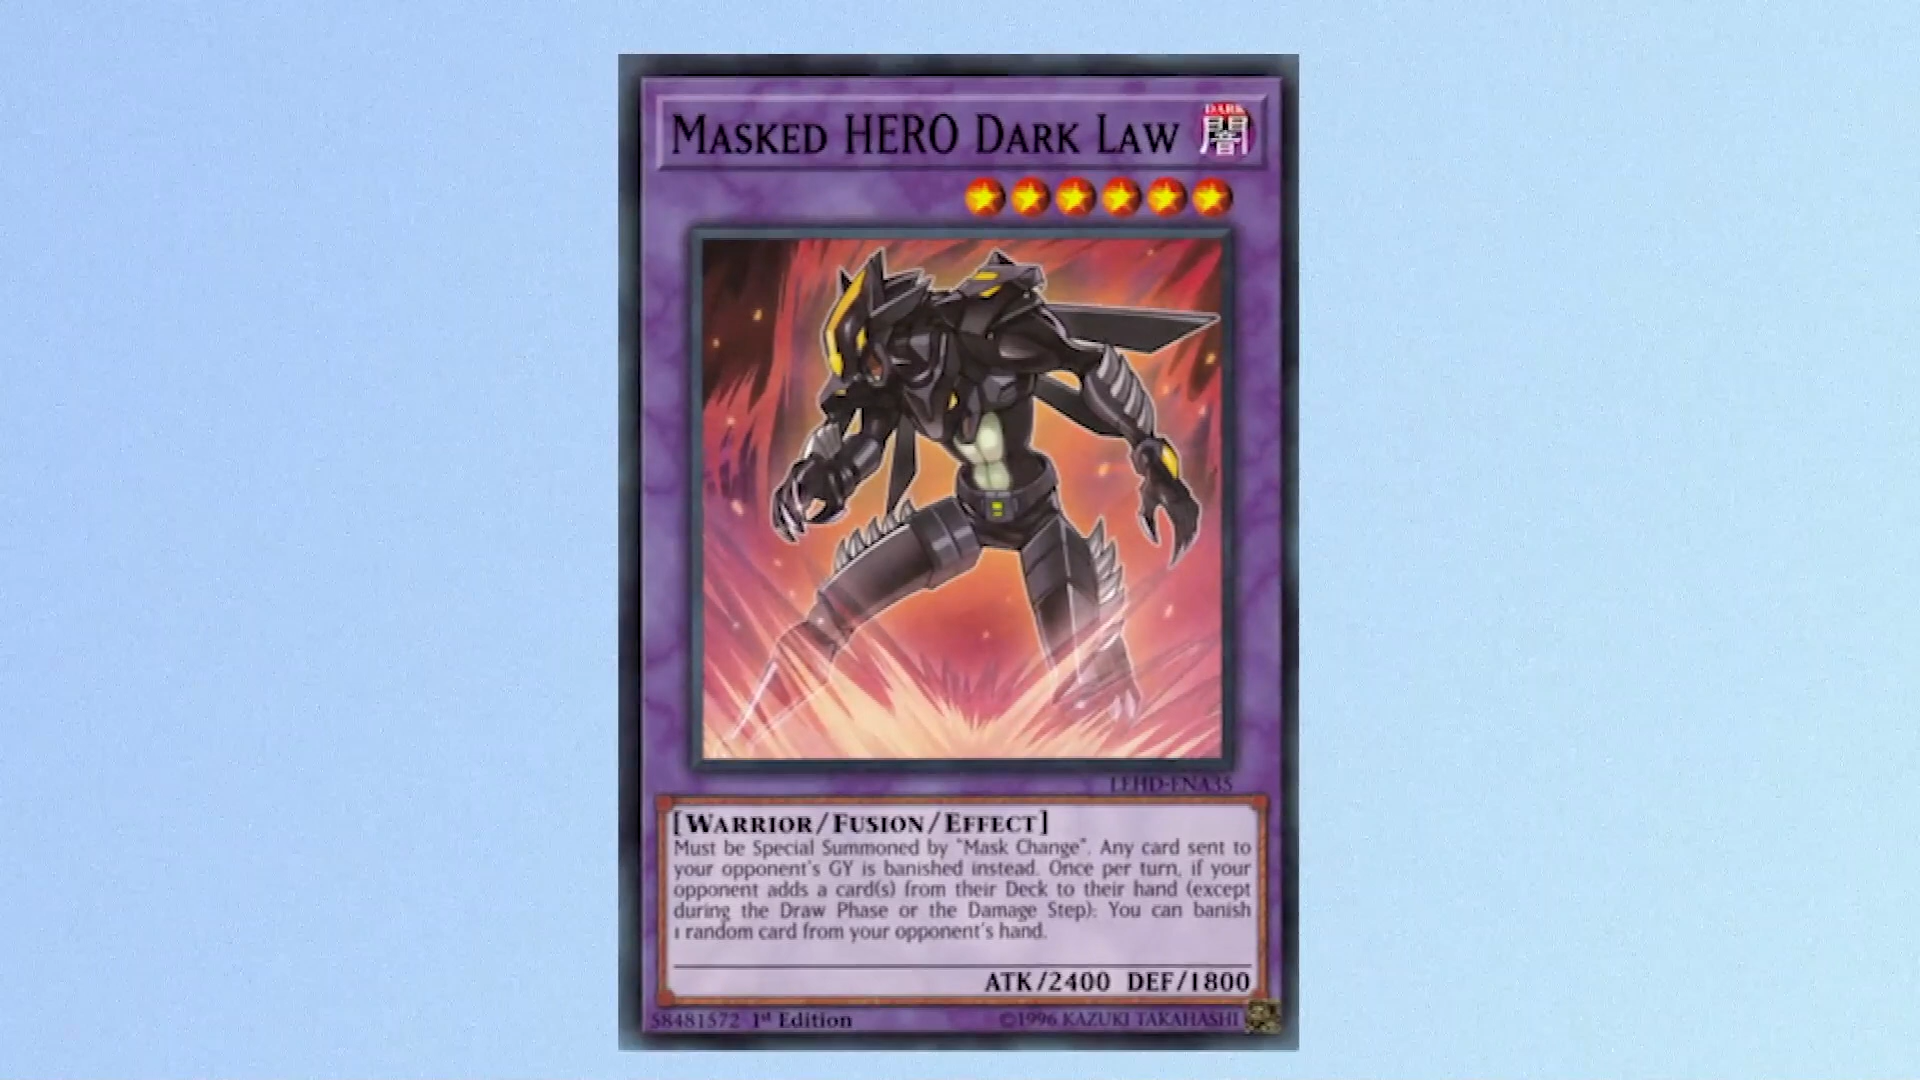 Masked HERO Dark Law
DARK
闇
LEHD-ENA35
[Warrior/Fusion/Effect]
Must be Special Summoned by "Mask Change". Any card sent to
your opponent's GY is banished instead. Once per turn, if your
opponent adds a card(s) from their Deck to their hand (except
during the Draw Phase or the Damage Step): You can banish
1 random card from your opponent's hand.
ATK/2400 DEF/1800
58481572 1st Edition ©1996 KAZUKI TAKAHASHI